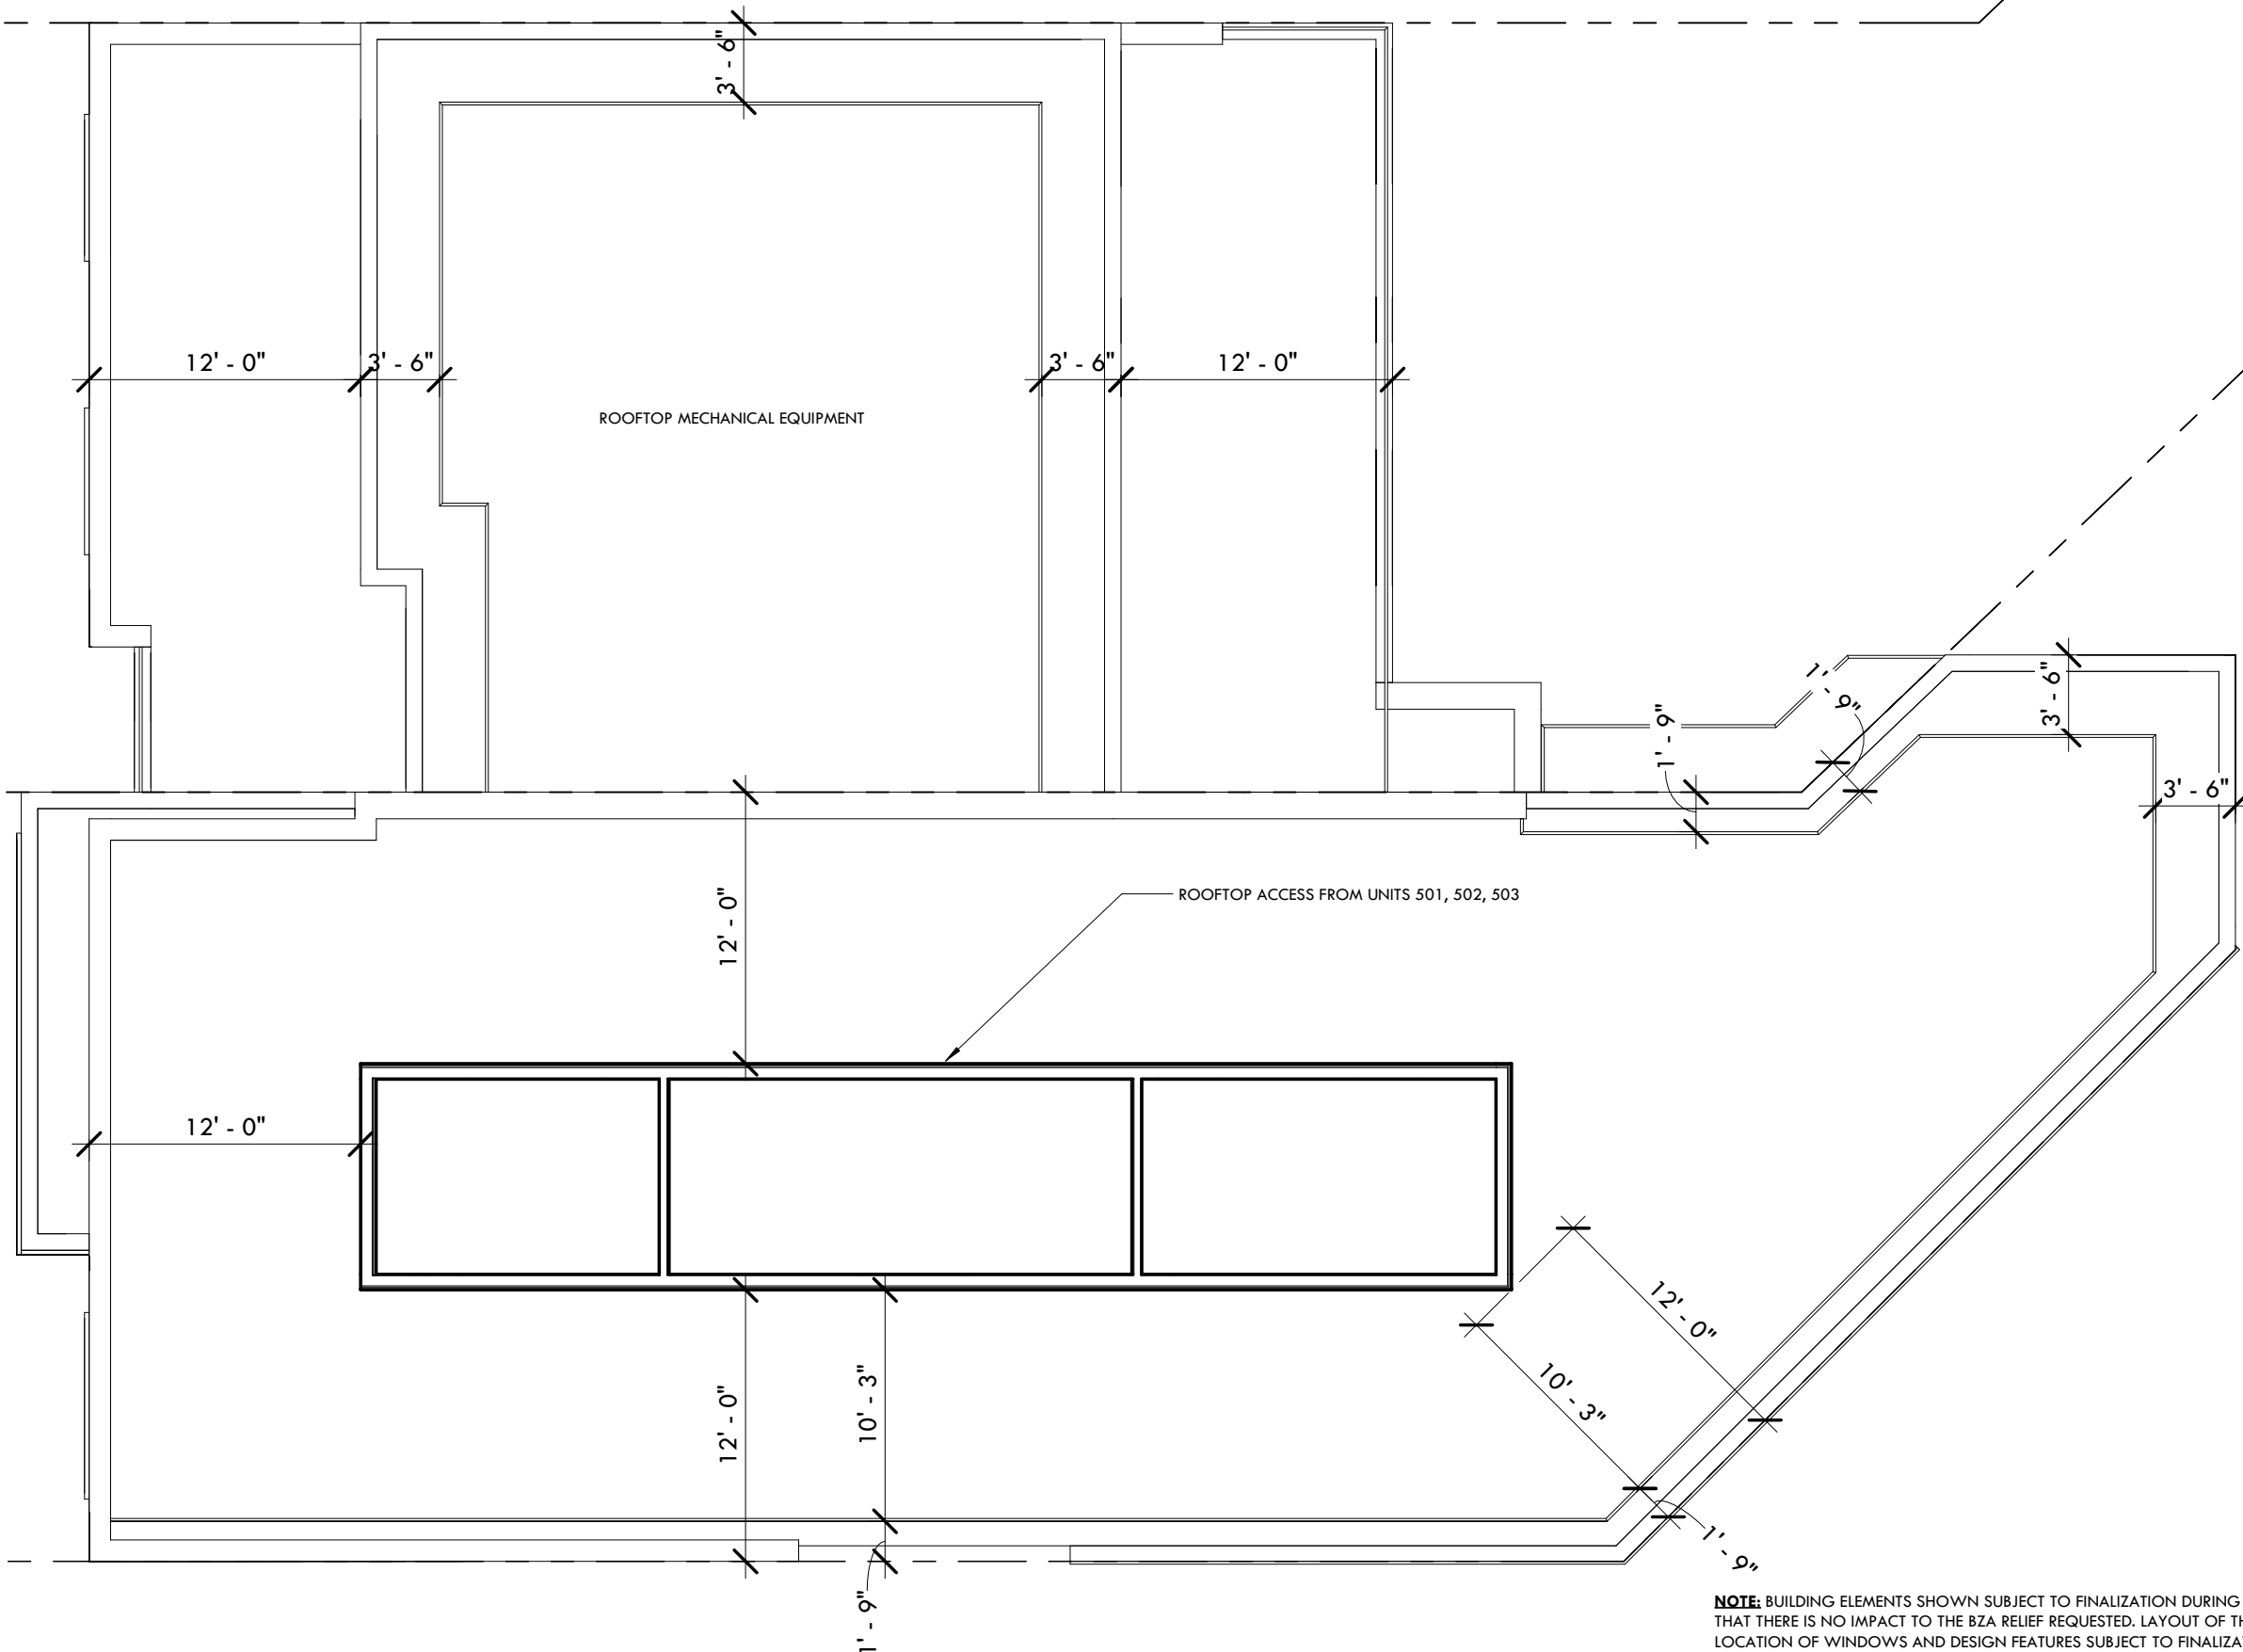 3' - 6"
12' - 0"
3' - 6"
3' - 6"
12' - 0"
ROOFTOP MECHANICAL EQUIPMENT
1' - 9"
3' - 6"
1' - 9"
3' - 6"
12' - 0"
ROOFTOP ACCESS FROM UNITS 501, 502, 503
12' - 0"
12' - 0"
10' - 3"
12' - 0"
10' - 3"
1' - 9"
1' - 9"
NOTE: BUILDING ELEMENTS SHOWN SUBJECT TO FINALIZATION DURING
THAT THERE IS NO IMPACT TO THE BZA RELIEF REQUESTED. LAYOUT OF
LOCATION OF WINDOWS AND DESIGN FEATURES SUBJECT TO